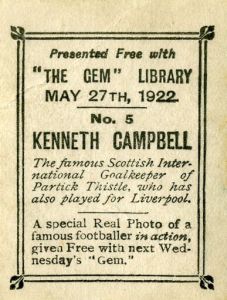 Presented Free with
"THE GEM" LIBRARY
MAY 27TH, 1922.
No. 5
KENNETH CAMPBELL
The famous Scottish Inter-
national Goalkeeper of
Partick Thistle, who has
also played for Liverpool.
A special Real Photo of a
famous footballer in action,
given Free with next Wed-
nesday's "Gem."